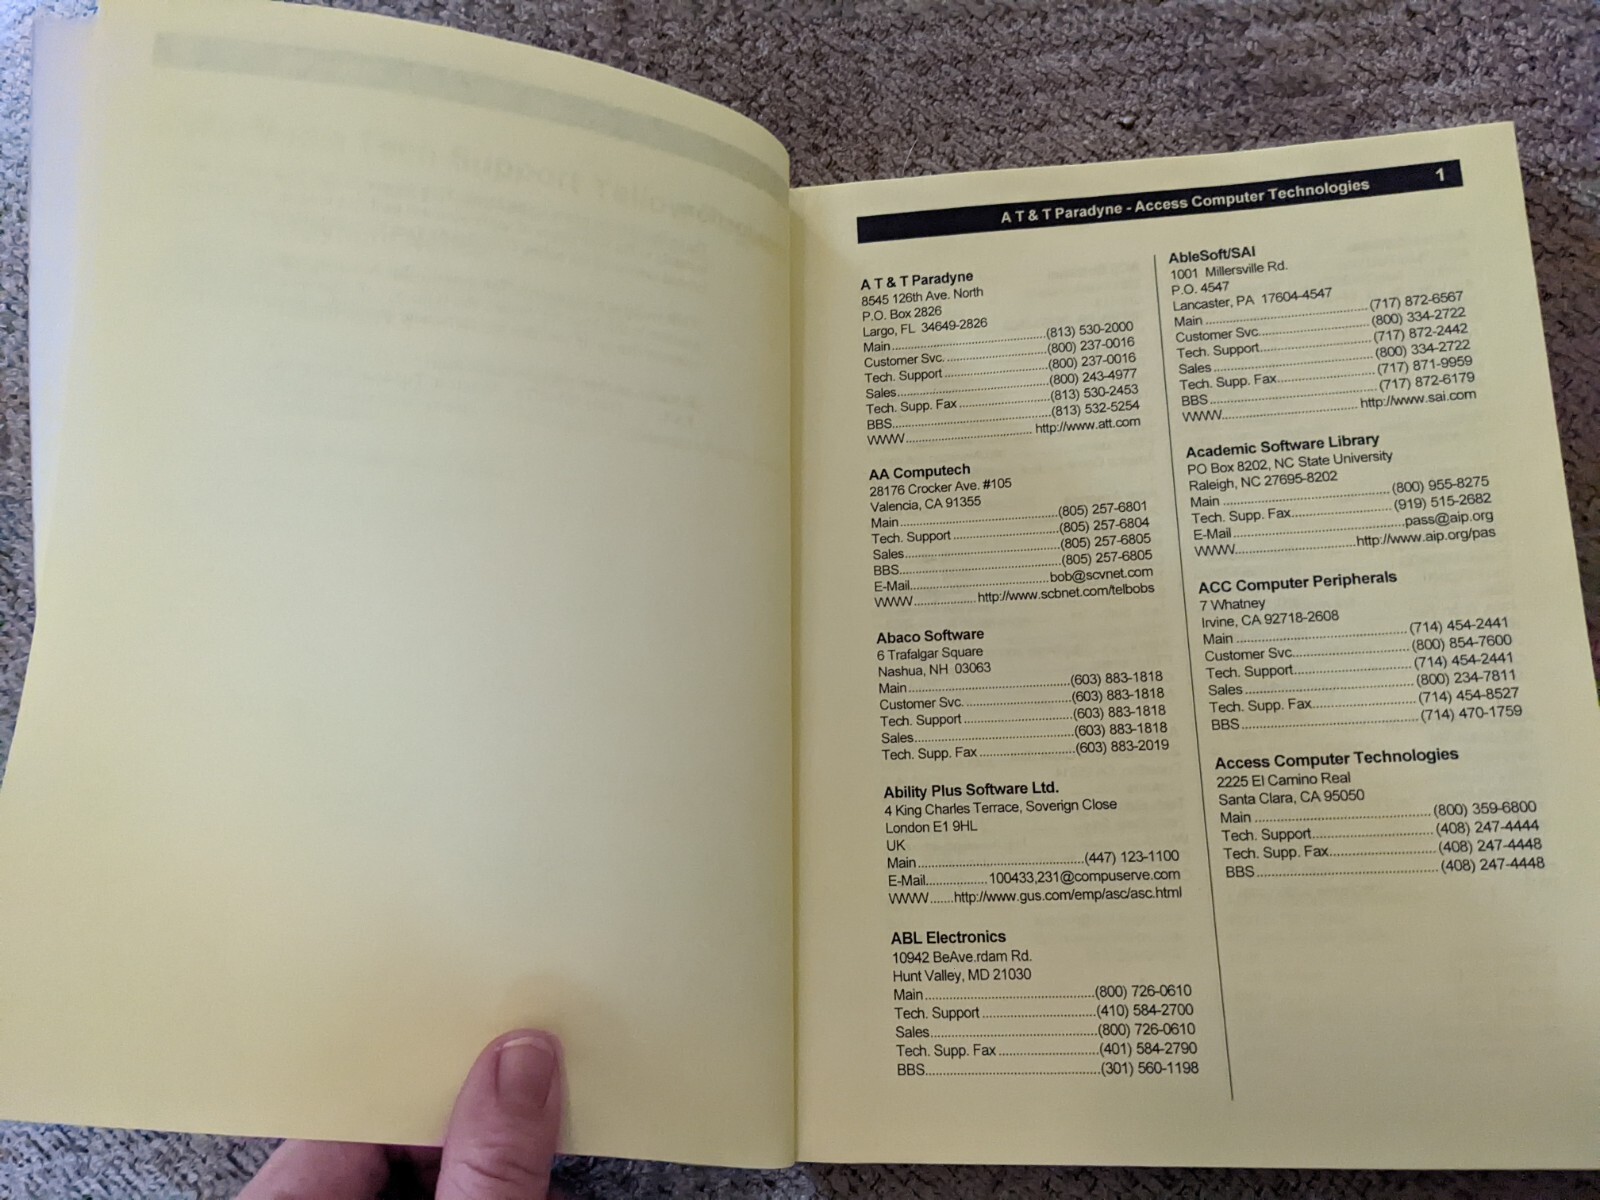 A T & T Paradyne - Access Computer Technologies 1
A T & T Paradyne
8545 126th Ave. North
P.O. Box 2826
Largo, FL 34649-2826
Main (813) 530-2000
Customer Svc. (800) 237-0016
Tech. Support (800) 237-0016
Sales (800) 243-4977
Tech. Supp. Fax (813) 530-2453
BBS (813) 532-5254
WWW http://www.att.com
AA Computech
28176 Crocker Ave. #105
Valencia, CA 91355
Main (805) 257-6801
Tech. Support (805) 257-6804
Sales (805) 257-6805
BBS (805) 257-6805
E-Mail bob@scvnet.com
WWW http://www.scbnet.com/telbobs
Abaco Software
6 Trafalgar Square
Nashua, NH 03063
Main (603) 883-1818
Customer Svc. (603) 883-1818
Tech. Support (603) 883-1818
Sales (603) 883-1818
Tech. Supp. Fax (603) 883-2019
Ability Plus Software Ltd.
4 King Charles Terrace, Soverign Close
London E1 9HL
UK
Main (447) 123-1100
E-Mail 100433,231@compuserve.com
WWW http://www.gus.com/emp/asc/asc.html
ABL Electronics
10942 BeAve.rdam Rd.
Hunt Valley, MD 21030
Main (800) 726-0610
Tech. Support (410) 584-2700
Sales (800) 726-0610
Tech. Supp. Fax (401) 584-2790
BBS (301) 560-1198
AbleSoft/SAI
1001 Millersville Rd.
P.O. 4547
Lancaster, PA 17604-4547
Main (717) 872-6567
Customer Svc (800) 334-2722
Tech. Support (717) 872-2442
Sales (800) 334-2722
Tech. Supp. Fax (717) 871-9959
BBS (717) 872-6179
WWW http://www.sai.com
Academic Software Library
PO Box 8202, NC State University
Raleigh, NC 27695-8202
Main (800) 955-8275
Tech. Supp. Fax (919) 515-2682
E-Mail pass@aip.org
WWW http://www.aip.org/pas
ACC Computer Peripherals
7 Whatney
Irvine, CA 92718-2608
Main (714) 454-2441
Customer Svc (800) 854-7600
Tech. Support (714) 454-2441
Sales (800) 234-7811
Tech. Supp. Fax (714) 454-8527
BBS (714) 470-1759
Access Computer Technologies
2225 El Camino Real
Santa Clara, CA 95050
Main (800) 359-6800
Tech. Support (408) 247-4444
Tech. Supp. Fax (408) 247-4448
BBS (408) 247-4448